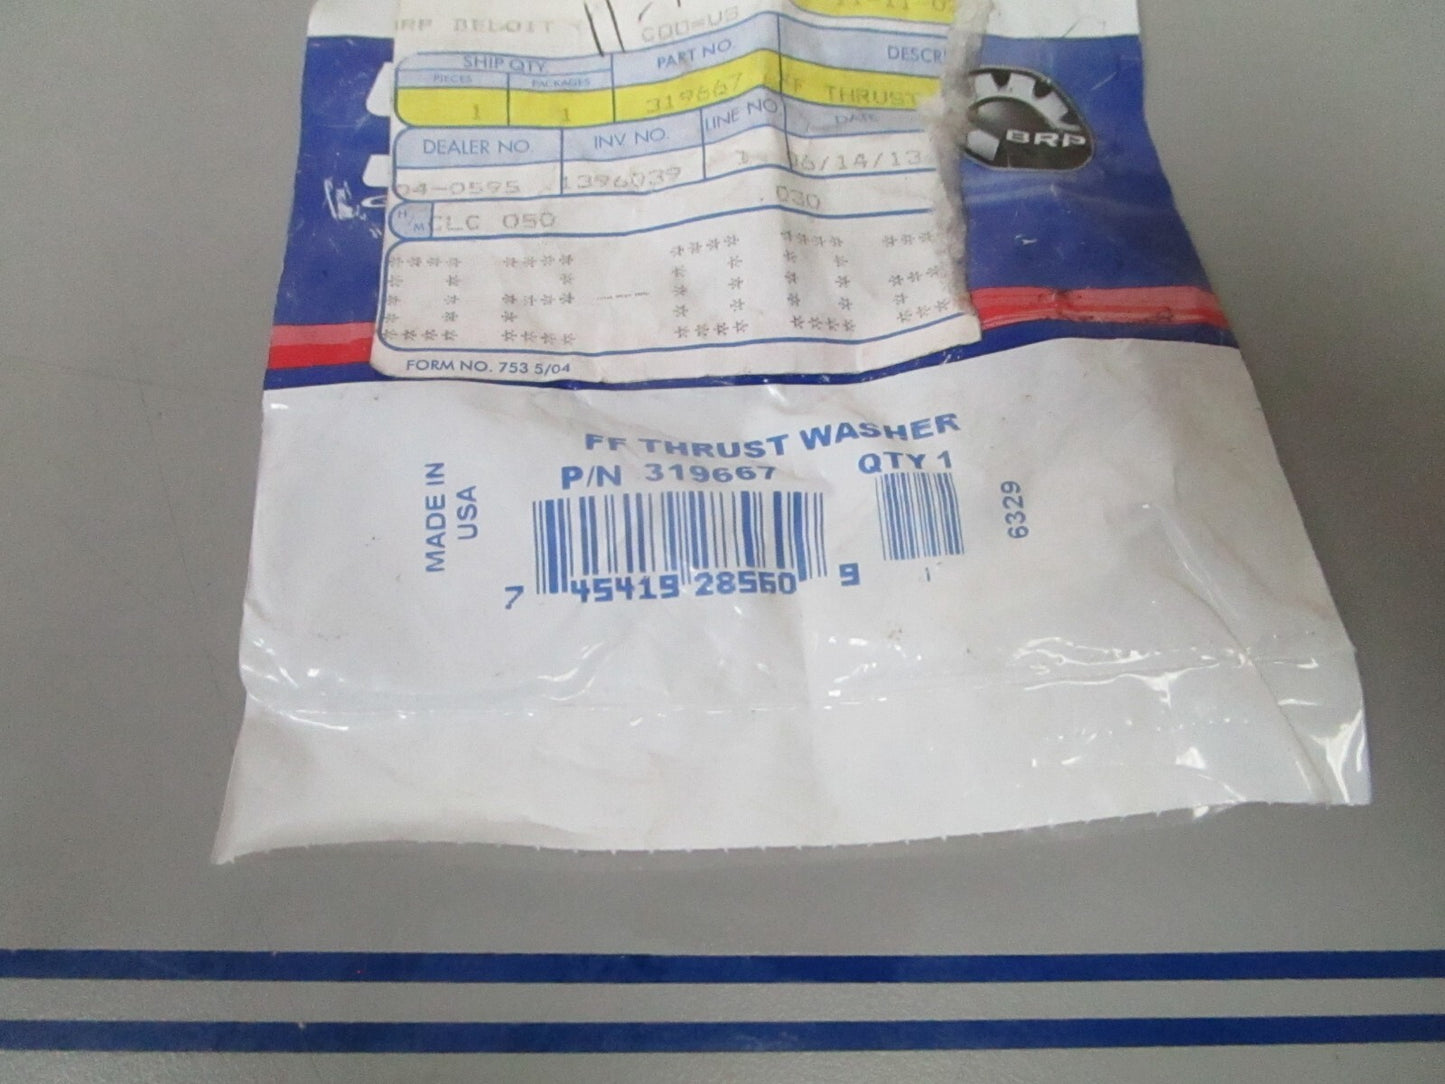 BRP BELOIT
COO=US
SHIP QTY.
PIECES PACKAGES PART NO.
1 1 319667 FF THRUST
DEALER NO. INV. NO. LINE NO. DATE
04-0595 1396039 1 06/14/13
H/M CLC 050 030
FORM NO. 753 5/04
BRP
FF THRUST WASHER
P/N 319667 QTY 1
MADE IN
USA
6329
7 45419 28560 9